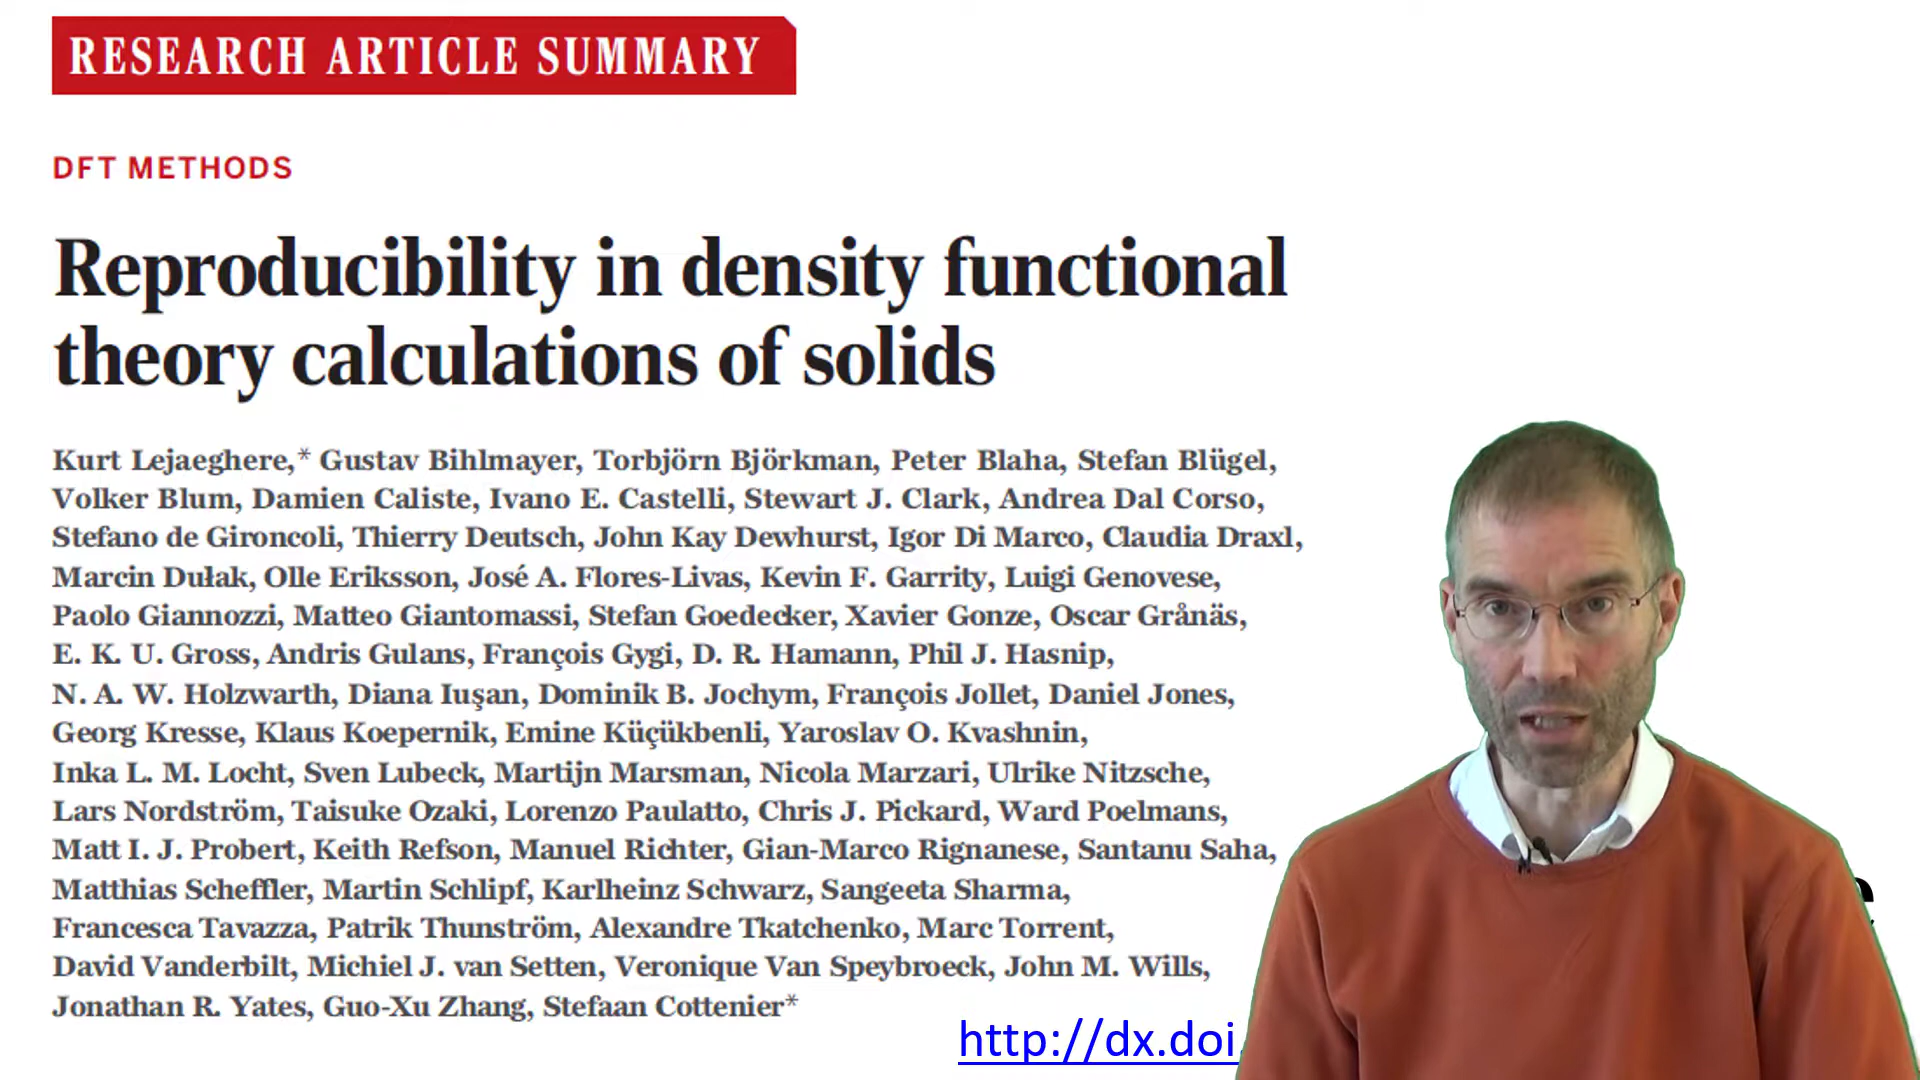 RESEARCH ARTICLE SUMMARY
DFT METHODS
Reproducibility in density functional
theory calculations of solids
Kurt Lejaeghere,* Gustav Bihlmayer, Torbjörn Björkman, Peter Blaha, Stefan Blügel,
Volker Blum, Damien Caliste, Ivano E. Castelli, Stewart J. Clark, Andrea Dal Corso,
Stefano de Gironcoli, Thierry Deutsch, John Kay Dewhurst, Igor Di Marco, Claudia Draxl,
Marcin Dułak, Olle Eriksson, José A. Flores-Livas, Kevin F. Garrity, Luigi Genovese,
Paolo Giannozzi, Matteo Giantomassi, Stefan Goedecker, Xavier Gonze, Oscar Grånäs,
E. K. U. Gross, Andris Gulans, François Gygi, D. R. Hamann, Phil J. Hasnip,
N. A. W. Holzwarth, Diana Iuşan, Dominik B. Jochym, François Jollet, Daniel Jones,
Georg Kresse, Klaus Koepernik, Emine Küçükbenli, Yaroslav O. Kvashnin,
Inka L. M. Locht, Sven Lubeck, Martijn Marsman, Nicola Marzari, Ulrike Nitzsche,
Lars Nordström, Taisuke Ozaki, Lorenzo Paulatto, Chris J. Pickard, Ward Poelmans,
Matt I. J. Probert, Keith Refson, Manuel Richter, Gian-Marco Rignanese, Santanu Saha,
Matthias Scheffler, Martin Schlipf, Karlheinz Schwarz, Sangeeta Sharma,
Francesca Tavazza, Patrik Thunström, Alexandre Tkatchenko, Marc Torrent,
David Vanderbilt, Michiel J. van Setten, Veronique Van Speybroeck, John M. Wills,
Jonathan R. Yates, Guo-Xu Zhang, Stefaan Cottenier*
http://dx.doi